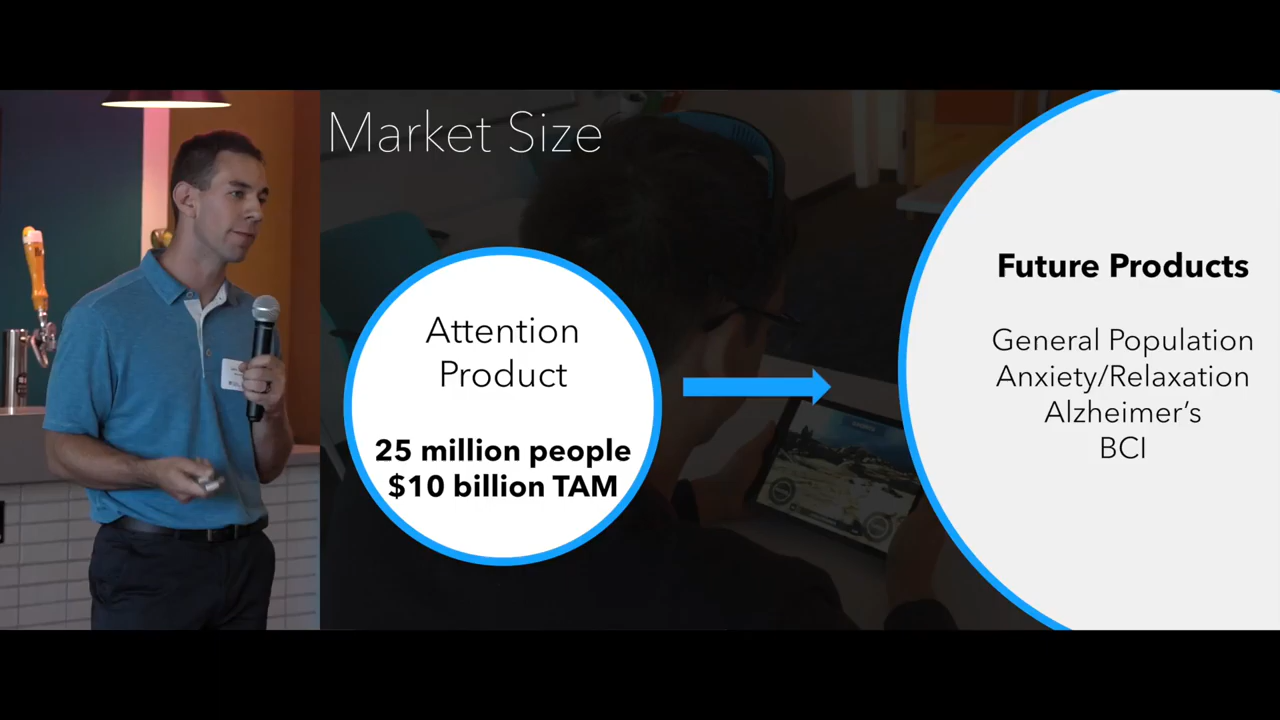 Market Size
Attention
Product
25 million people
$10 billion TAM
Future Products
General Population
Anxiety/Relaxation
Alzheimer’s
BCI